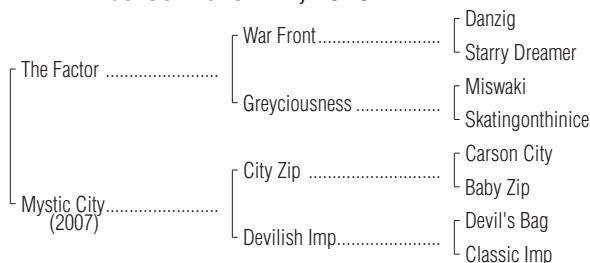 Danzig
War Front
Starry Dreamer
The Factor
Miswaki
Greyciousness
Skatingonthinice
Carson City
City Zip
Baby Zip
Mystic City
(2007)
Devil's Bag
Devilish Imp
Classic Imp